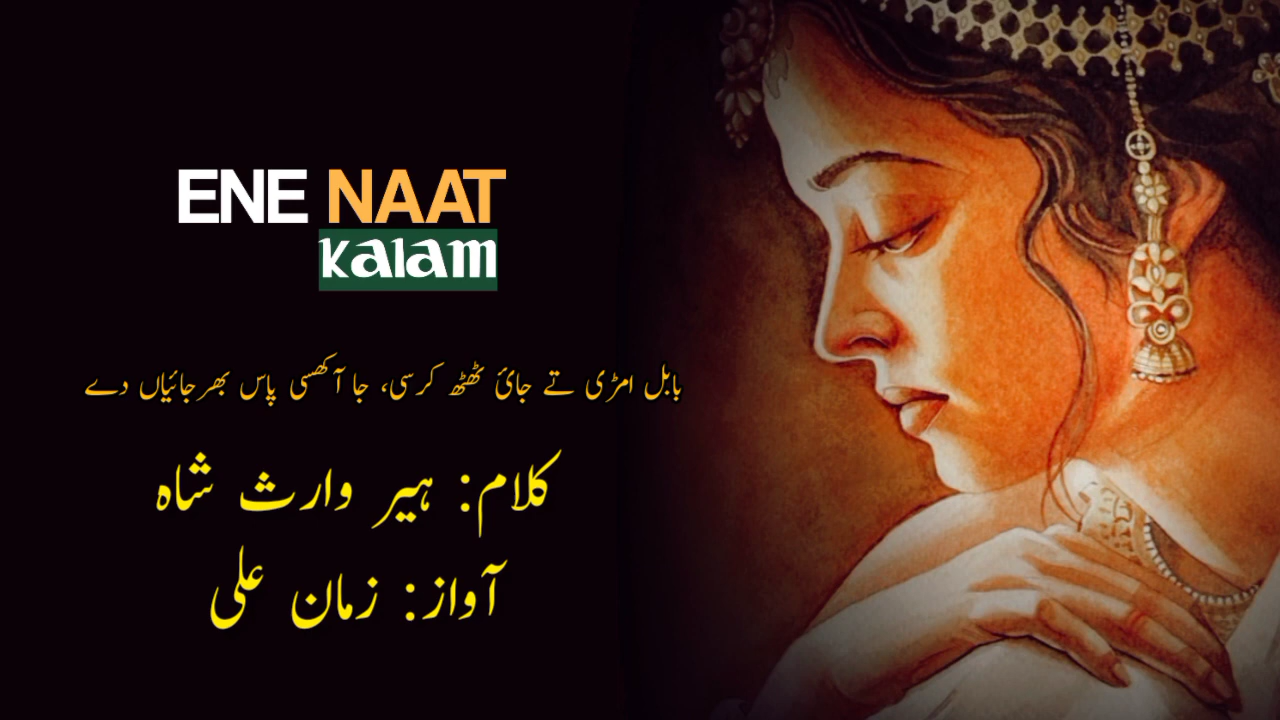 ENE NAAT
kalam
بابل امڑی تے جائ ٹھٹھ کرسی، جا آکھسی پاس بھرجائیاں دے
کلام: ہیر وارث شاہ
آواز: زمان علی